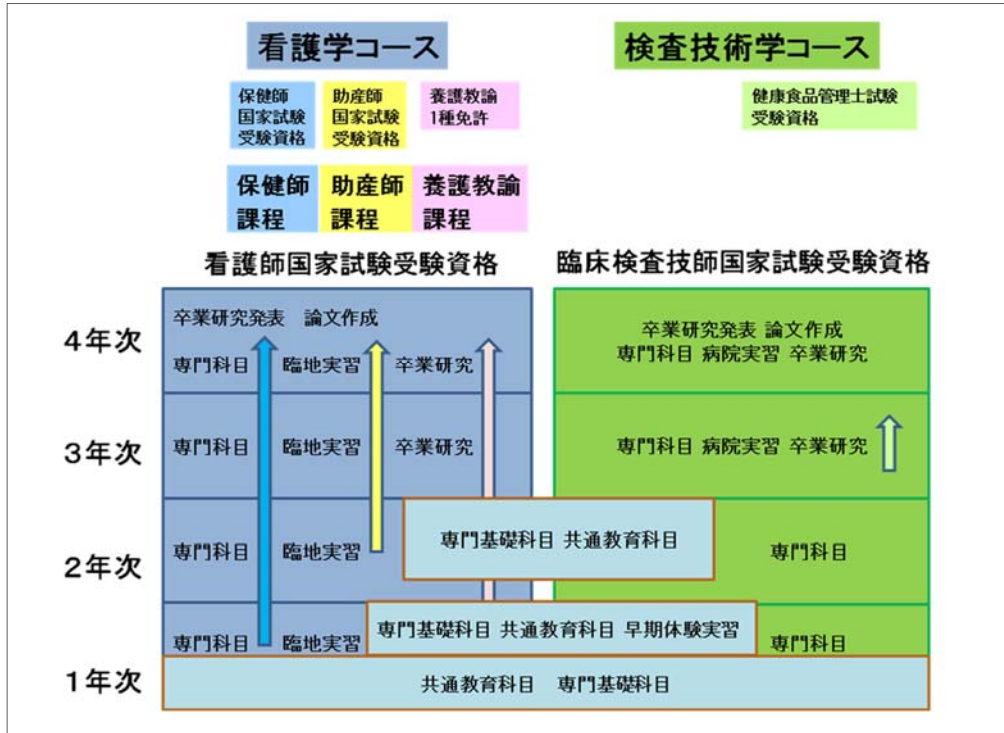 看護学コース
検査技術学コース
保健師
国家試験
受験資格
助産師
国家試験
受験資格
養護教諭
1種免許
健康食品管理士試験
受験資格
保健師
課程
助産師
課程
養護教諭
課程
看護師国家試験受験資格
臨床検査技師国家試験受験資格
4年次
卒業研究発表 論文作成
専門科目 臨地実習 卒業研究
卒業研究発表 論文作成
専門科目 病院実習 卒業研究
3年次
専門科目 臨地実習 卒業研究
専門科目 病院実習 卒業研究
2年次
専門科目 臨地実習
専門基礎科目 共通教育科目
専門科目
専門科目 臨地実習
専門基礎科目 共通教育科目 早期体験実習
専門科目
1年次
共通教育科目 専門基礎科目